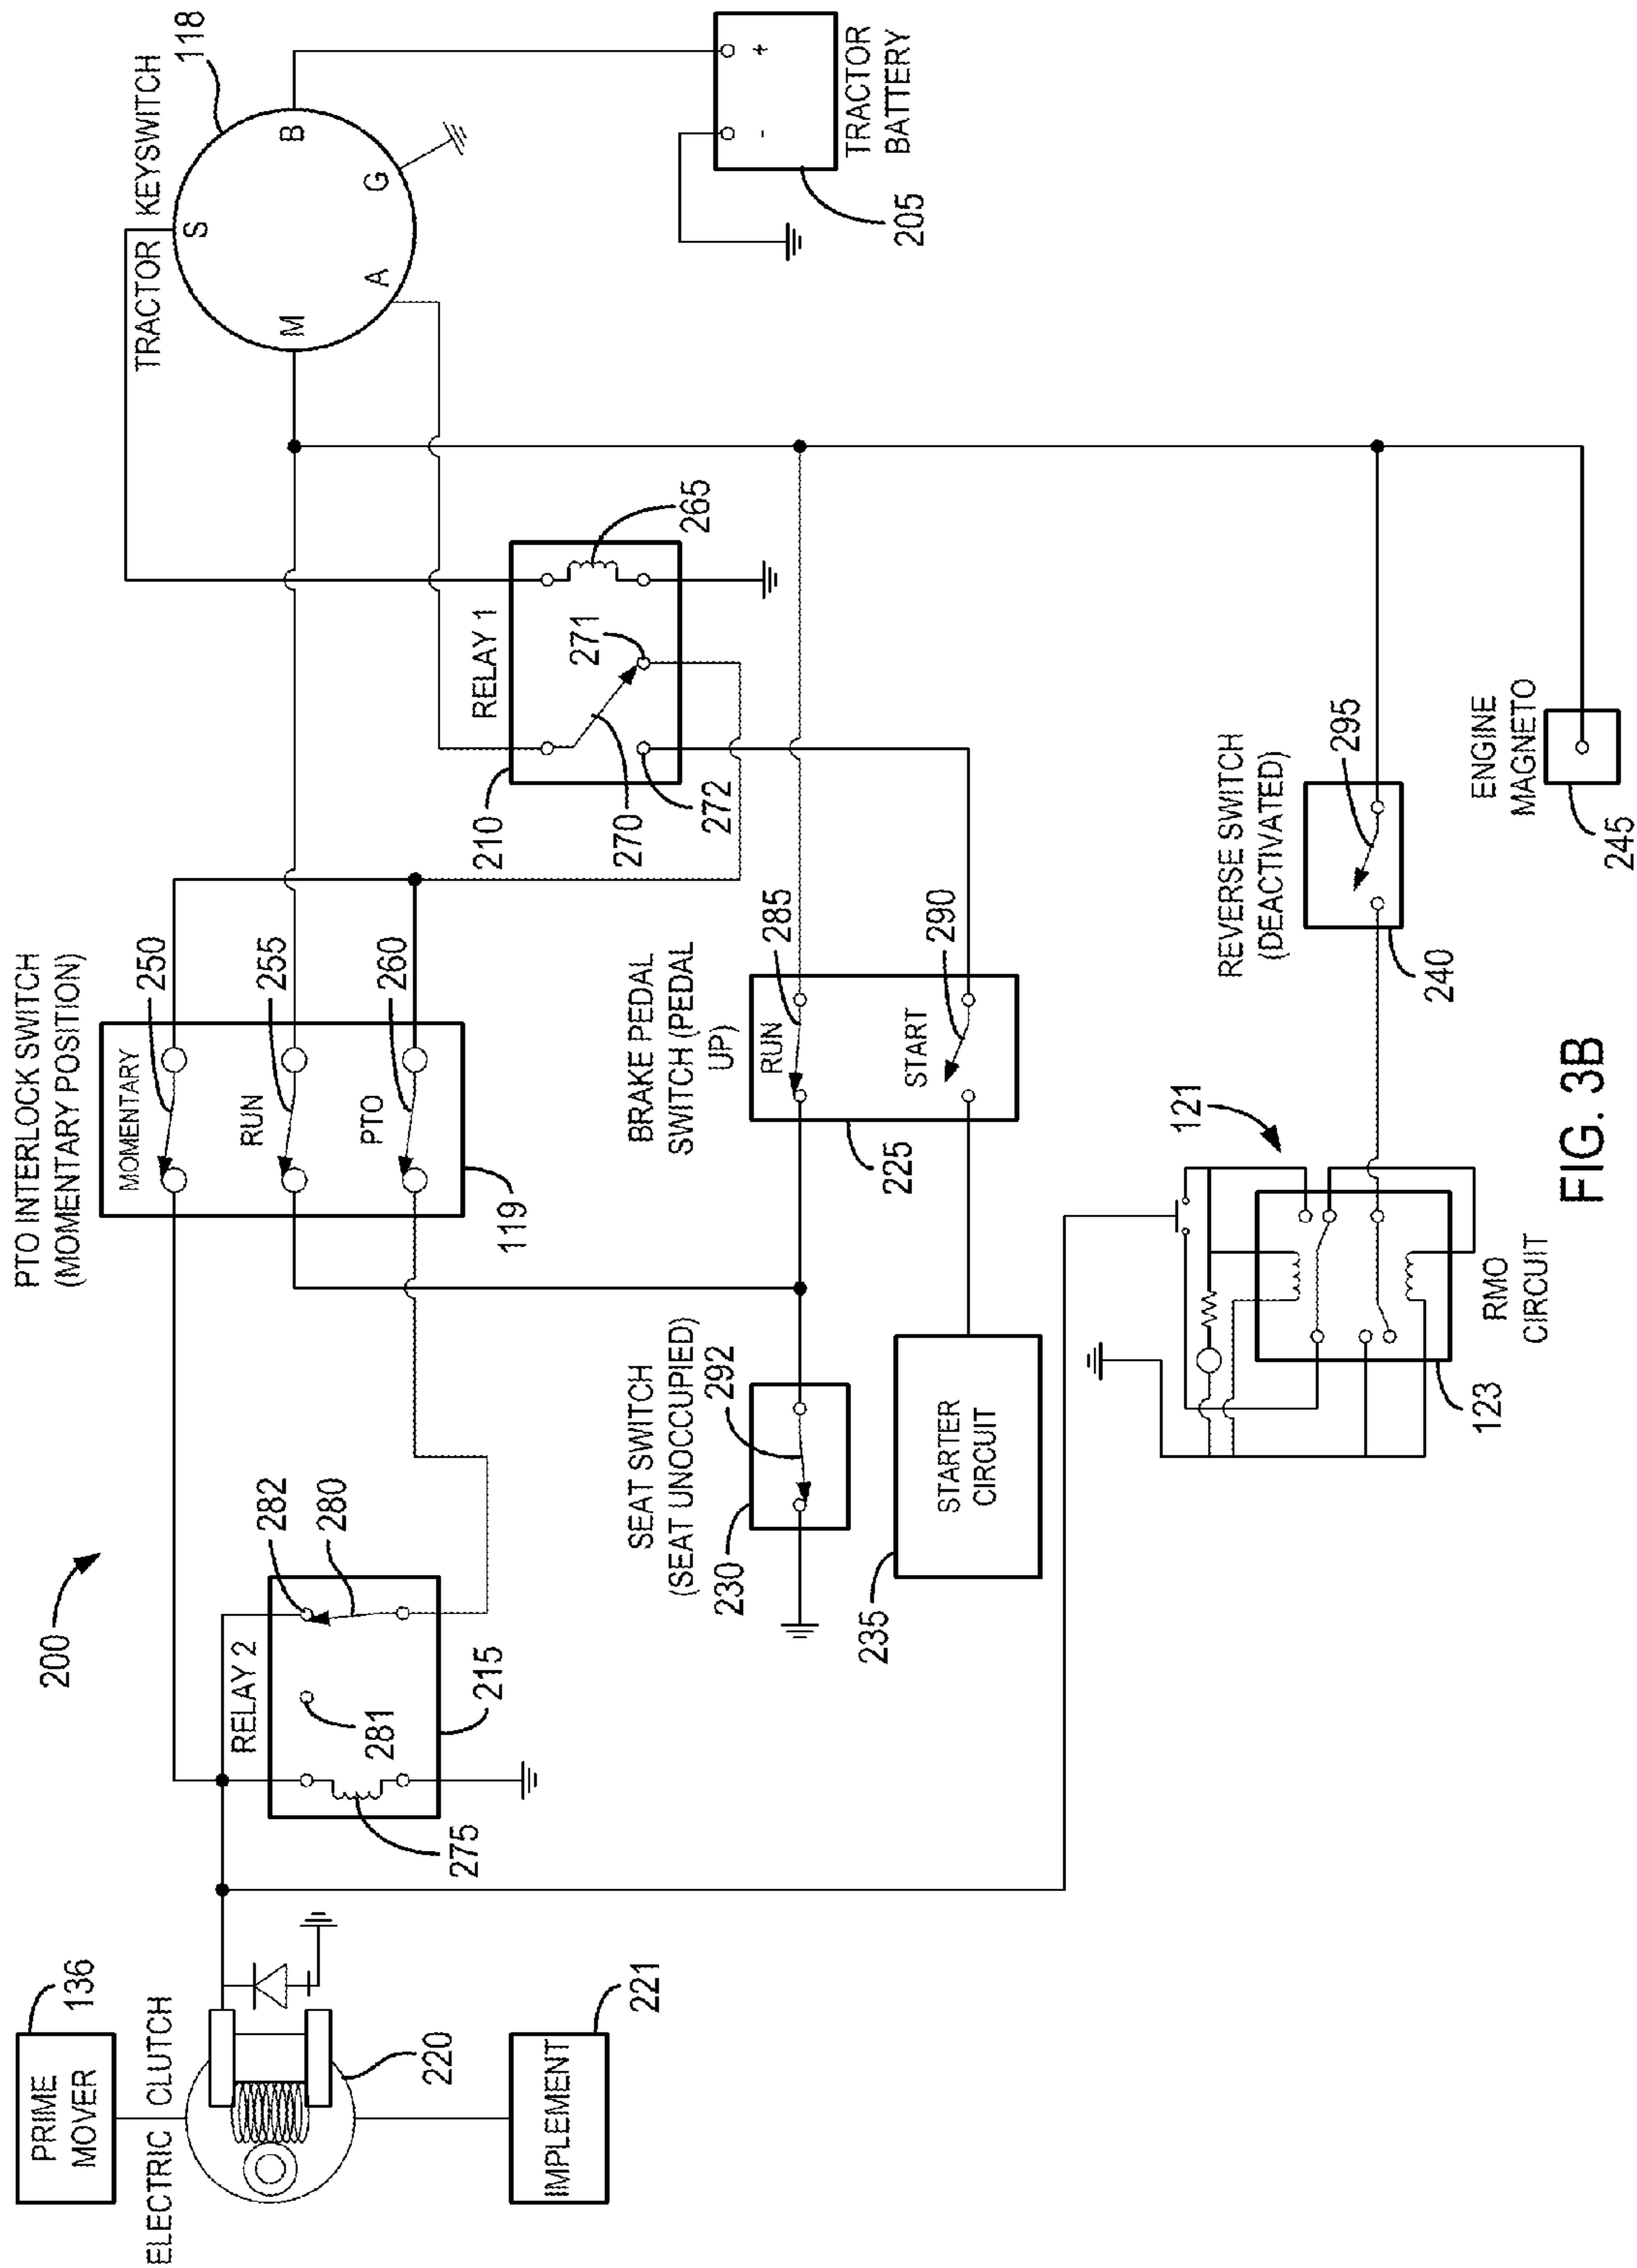 200
PRIME
MOVER
136
ELECTRIC CLUTCH
220
IMPLEMENT
221
RELAY 2
282
280
281
215
275
PTO INTERLOCK SWITCH
(MOMENTARY POSITION)
MOMENTARY
250
RUN
255
PTO
260
119
TRACTOR KEYSWITCH
118
S
M
B
A
G
+
-
TRACTOR
BATTERY
205
RELAY 1
210
265
271
270
272
SEAT SWITCH
(SEAT UNOCCUPIED)
292
230
BRAKE PEDAL
SWITCH (PEDAL
UP)
RUN
285
START
290
225
STARTER
CIRCUIT
235
121
RMO
CIRCUIT
123
REVERSE SWITCH
(DEACTIVATED)
295
240
ENGINE
MAGNETO
245
FIG. 3B